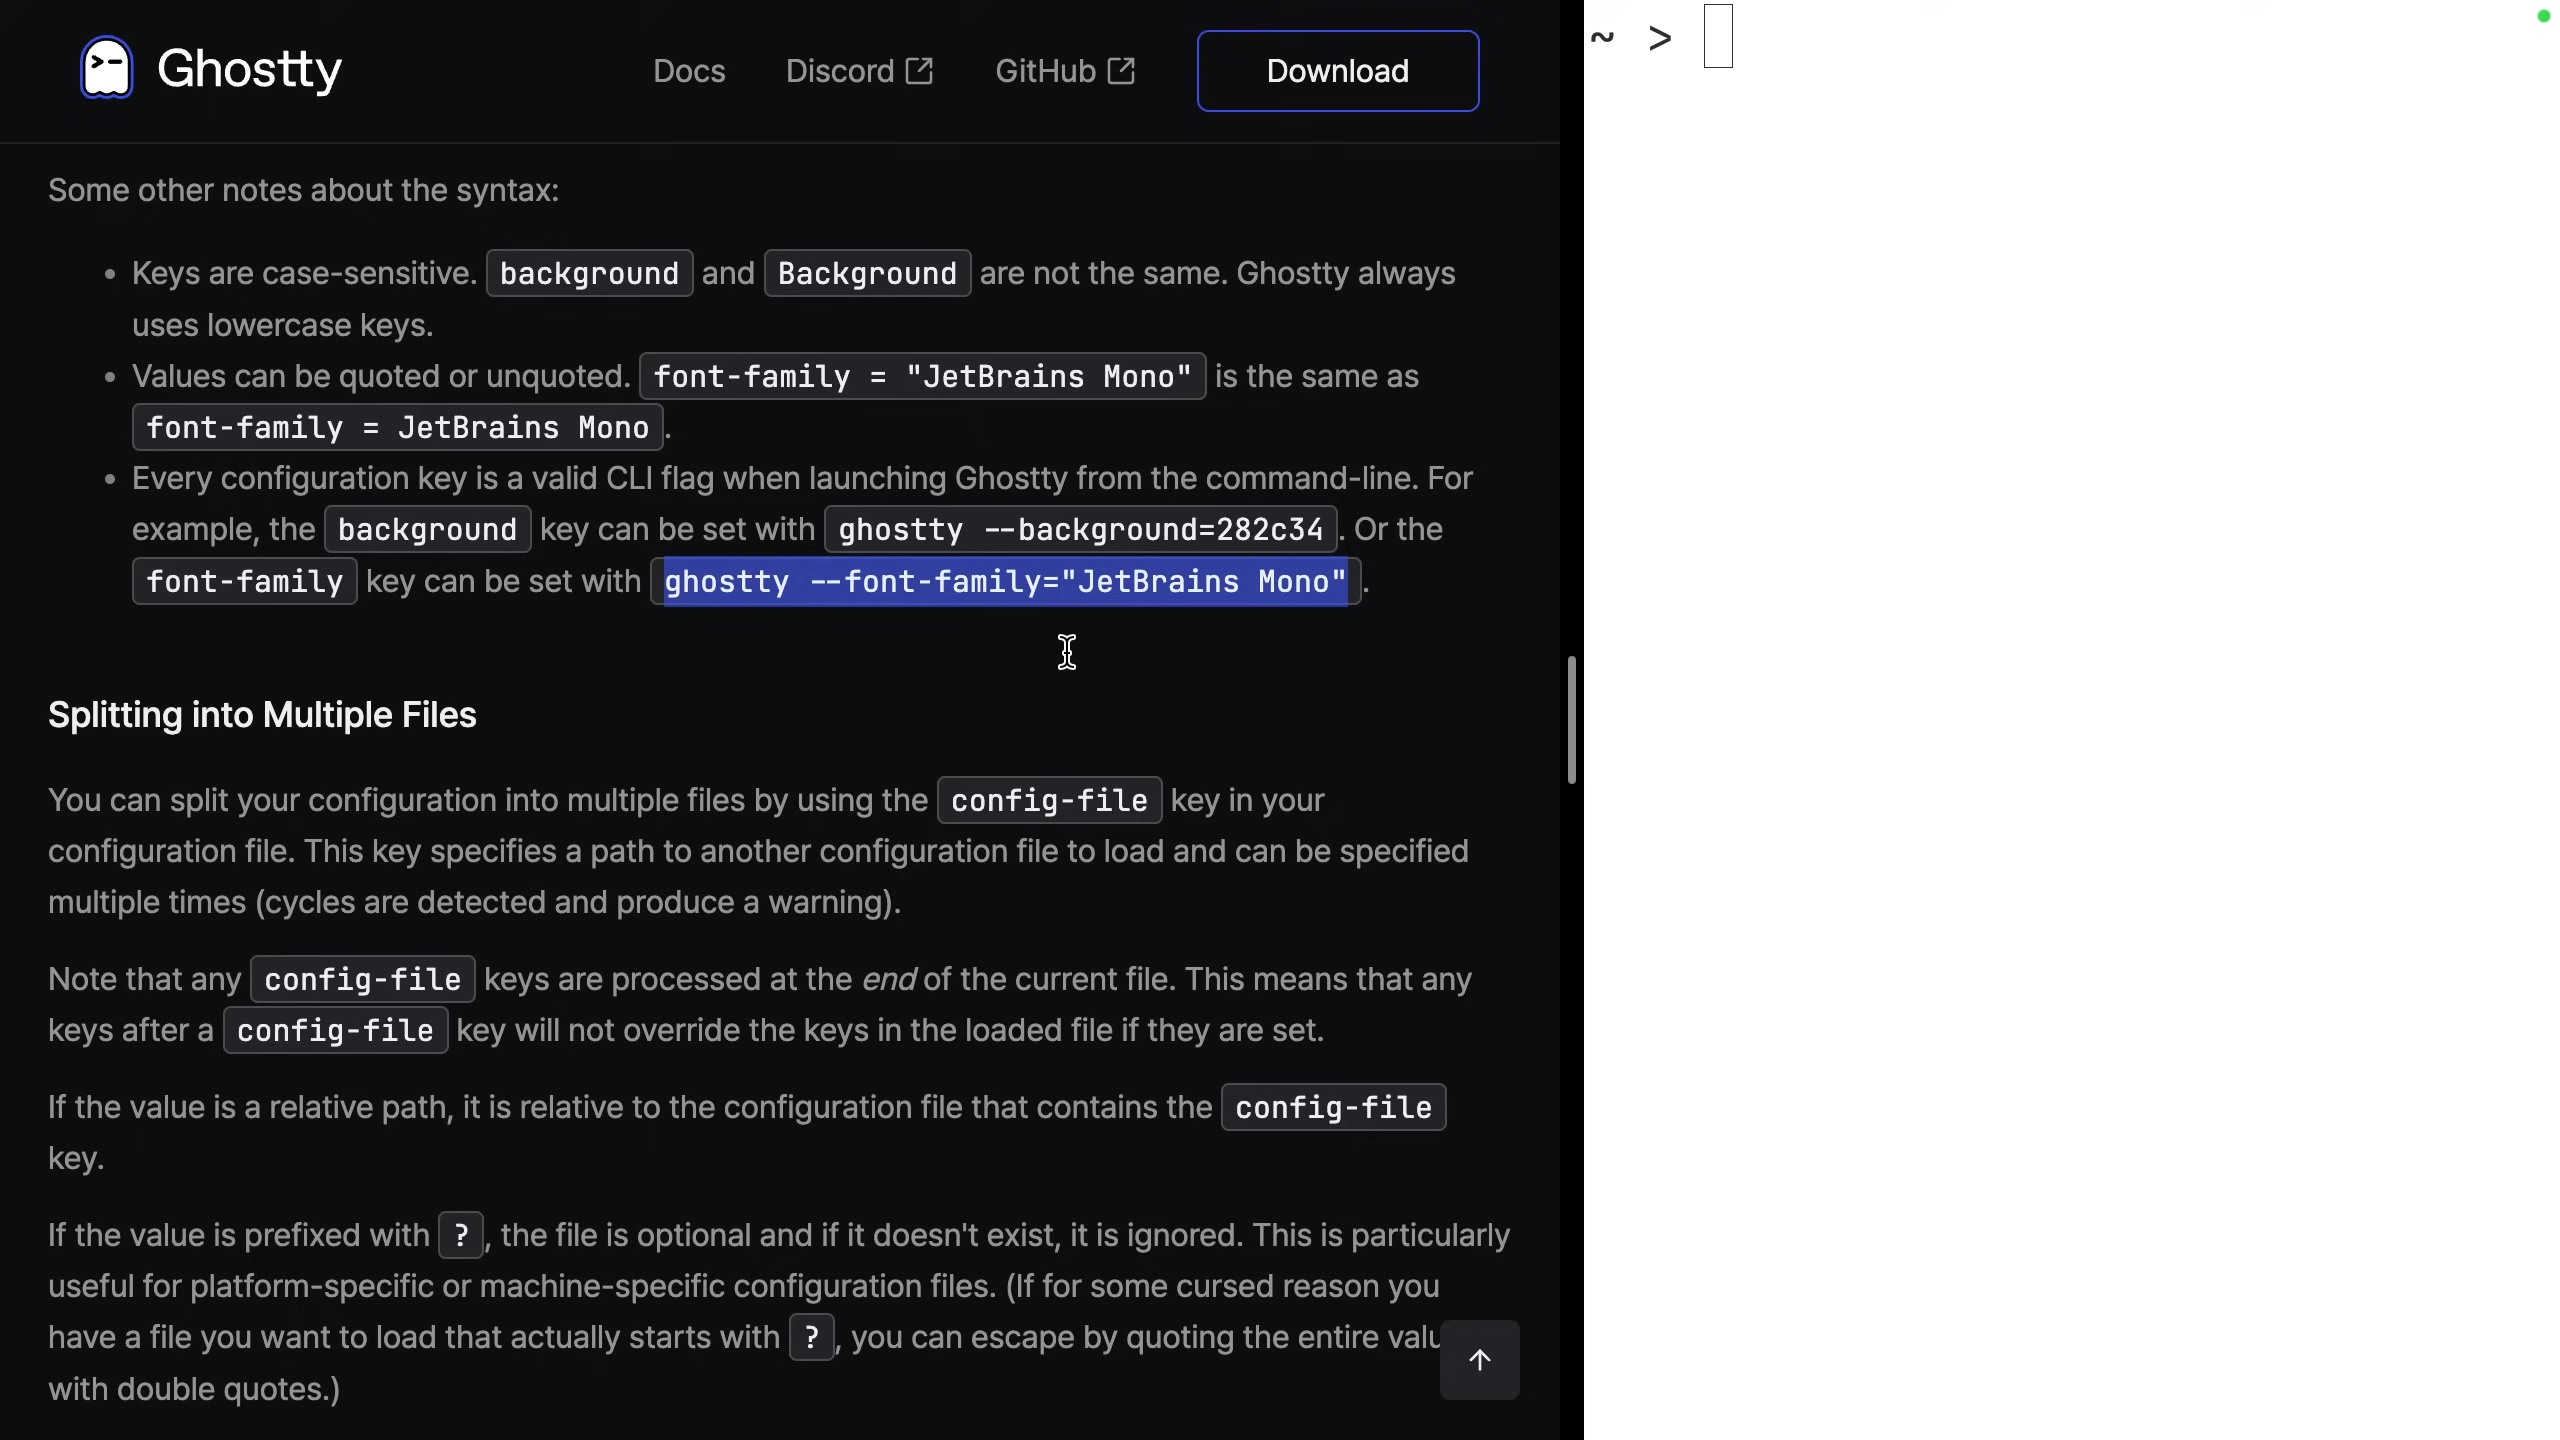 Ghostty
Docs
Discord
GitHub
Download
Some other notes about the syntax:
• Keys are case-sensitive. background and Background are not the same. Ghostty always
uses lowercase keys.
• Values can be quoted or unquoted. font-family = "JetBrains Mono" is the same as
font-family = JetBrains Mono.
• Every configuration key is a valid CLI flag when launching Ghostty from the command-line. For
example, the background key can be set with ghostty --background=282c34. Or the
font-family key can be set with ghostty --font-family="JetBrains Mono".
Splitting into Multiple Files
You can split your configuration into multiple files by using the config-file key in your
configuration file. This key specifies a path to another configuration file to load and can be specified
multiple times (cycles are detected and produce a warning).
Note that any config-file keys are processed at the end of the current file. This means that any
keys after a config-file key will not override the keys in the loaded file if they are set.
If the value is a relative path, it is relative to the configuration file that contains the config-file
key.
If the value is prefixed with ?, the file is optional and if it doesn't exist, it is ignored. This is particularly
useful for platform-specific or machine-specific configuration files. (If for some cursed reason you
have a file you want to load that actually starts with ?, you can escape by quoting the entire valu
with double quotes.)
~ >